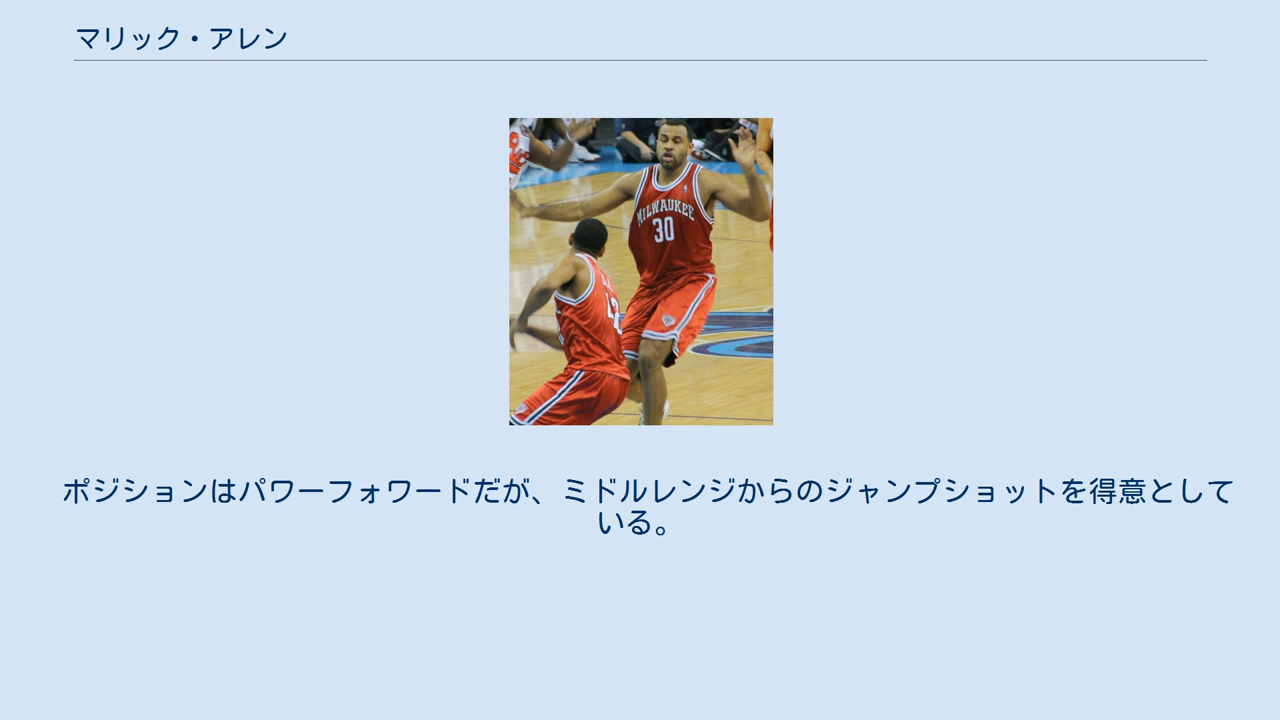 マリック・アレン
MILWAUKEE
30
42
ポジションはパワーフォワードだが、ミドルレンジからのジャンプショットを得意として
いる。